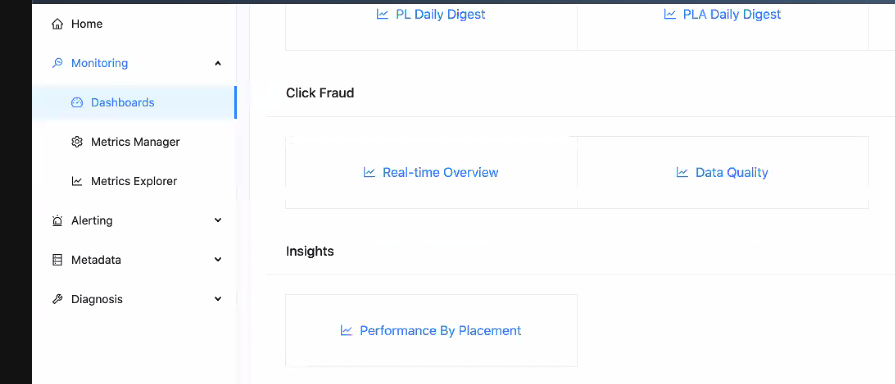 Home
Monitoring
Dashboards
Metrics Manager
Metrics Explorer
Alerting
Metadata
Diagnosis
PL Daily Digest
PLA Daily Digest
Click Fraud
Real-time Overview
Data Quality
Insights
Performance By Placement